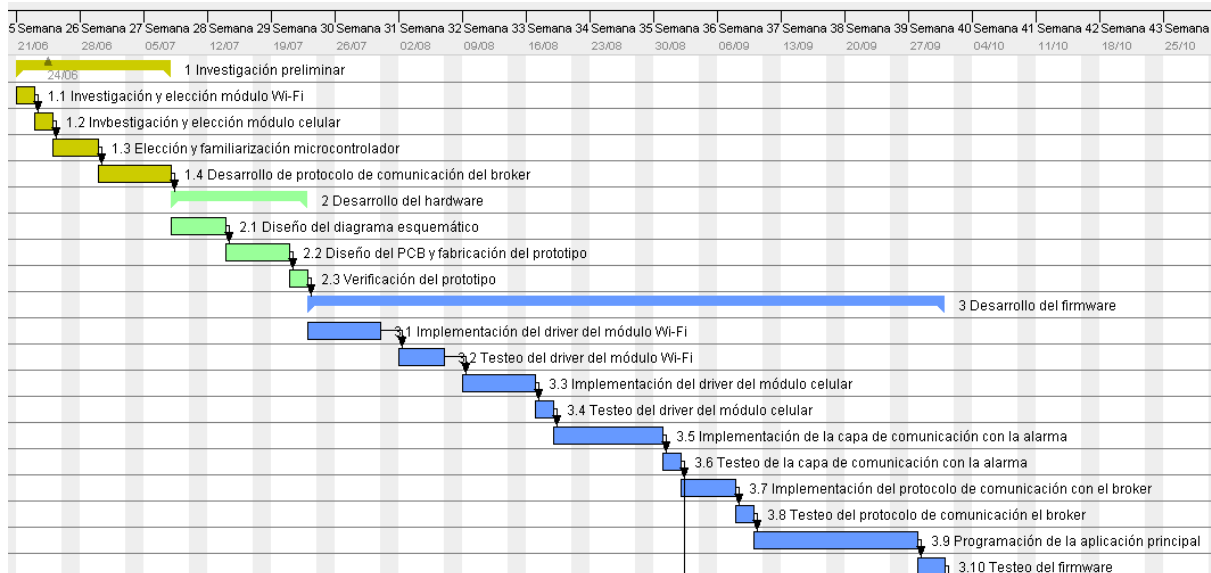 5 Semana 26 Semana 27 Semana 28 Semana 29 Semana 30 Semana 31 Semana 32 Semana 33 Semana 34 Semana 35 Semana 36 Semana 37 Semana 38 Semana 39 Semana 40 Semana 41 Semana 42 Semana 43 Semana
21/06 28/06 05/07 12/07 19/07 26/07 02/08 09/08 16/08 23/08 30/08 06/09 13/09 20/09 27/09 04/10 11/10 18/10 25/10
24/06
1 Investigación preliminar
1.1 Investigación y elección módulo Wi-Fi
1.2 Invbestigación y elección módulo celular
1.3 Elección y familiarización microcontrolador
1.4 Desarrollo de protocolo de comunicación del broker
2 Desarrollo del hardware
2.1 Diseño del diagrama esquemático
2.2 Diseño del PCB y fabricación del prototipo
2.3 Verificación del prototipo
3 Desarrollo del firmware
3.1 Implementación del driver del módulo Wi-Fi
3.2 Testeo del driver del módulo Wi-Fi
3.3 Implementación del driver del módulo celular
3.4 Testeo del driver del módulo celular
3.5 Implementación de la capa de comunicación con la alarma
3.6 Testeo de la capa de comunicación con la alarma
3.7 Implementación del protocolo de comunicación con el broker
3.8 Testeo del protocolo de comunicación el broker
3.9 Programación de la aplicación principal
3.10 Testeo del firmware